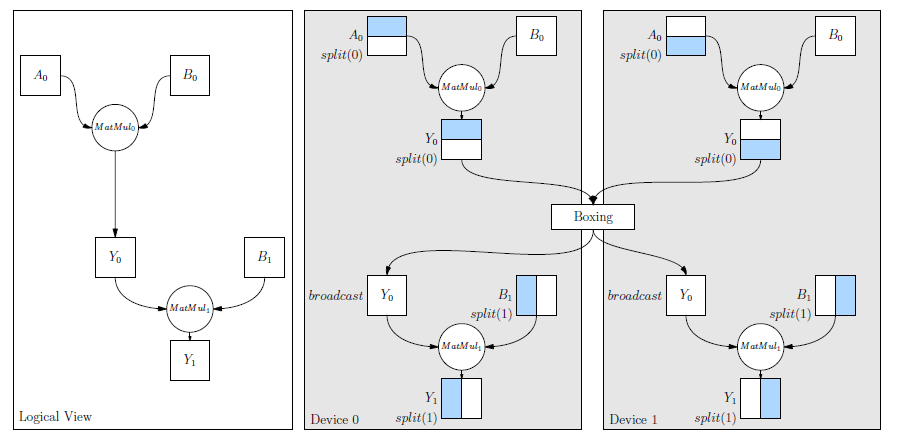 A₀
B₀
MatMul₀
Y₀
B₁
MatMul₁
Y₁
Logical View
A₀
split(0)
B₀
MatMul₀
Y₀
split(0)
A₀
split(0)
B₀
MatMul₀
Y₀
split(0)
Boxing
broadcast
Y₀
B₁
split(1)
MatMul₁
Y₁
split(1)
Device 0
broadcast
Y₀
B₁
split(1)
MatMul₁
Y₁
split(1)
Device 1